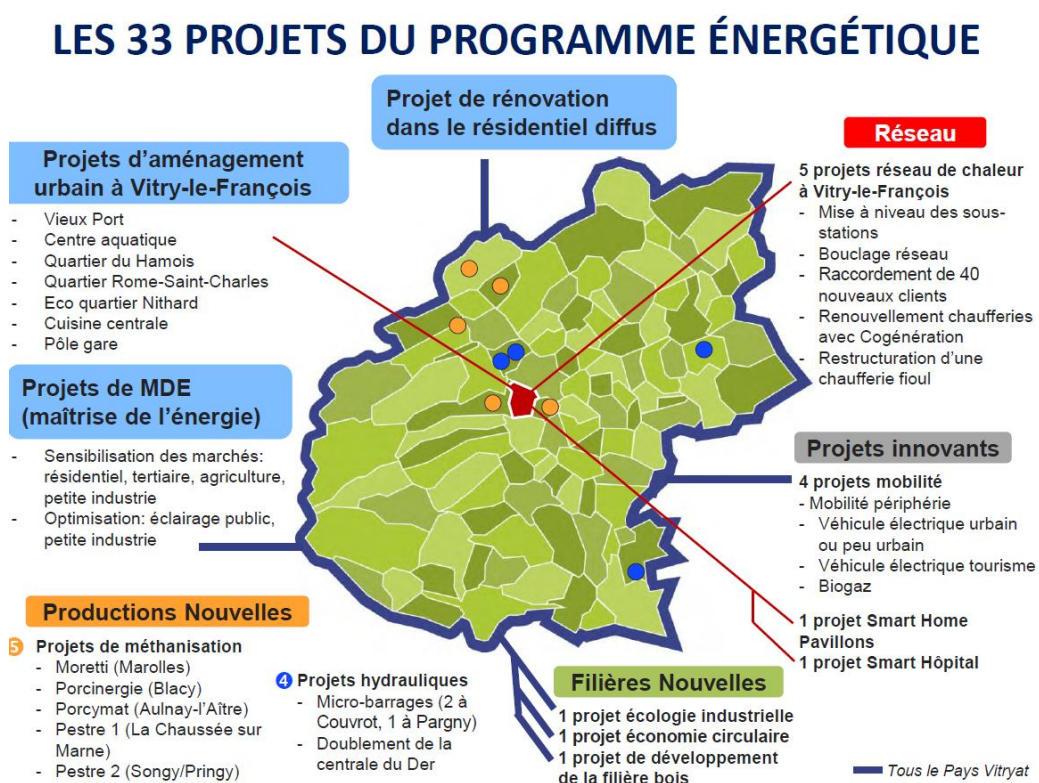 LES 33 PROJETS DU PROGRAMME ÉNERGÉTIQUE
Projet de rénovation
dans le résidentiel diffus
Projets d'aménagement
urbain à Vitry-le-François
- Vieux Port
- Centre aquatique
- Quartier du Hamois
- Quartier Rome-Saint-Charles
- Eco quartier Nithard
- Cuisine centrale
- Pôle gare
Projets de MDE
(maîtrise de l'énergie)
- Sensibilisation des marchés:
résidentiel, tertiaire, agriculture,
petite industrie
- Optimisation: éclairage public,
petite industrie
Réseau
5 projets réseau de chaleur
à Vitry-le-François
- Mise à niveau des sous-
stations
- Bouclage réseau
- Raccordement de 40
nouveaux clients
- Renouvellement chaufferies
avec Cogénération
- Restructuration d'une
chaufferie fioul
Projets innovants
4 projets mobilité
- Mobilité périphérie
- Véhicule électrique urbain
ou peu urbain
- Véhicule électrique tourisme
- Biogaz
1 projet Smart Home
Pavillons
1 projet Smart Hôpital
Productions Nouvelles
5 Projets de méthanisation
- Moretti (Marolles)
- Porcinergie (Blacy)
- Porcymat (Aulnay-l'Aître)
- Pestre 1 (La Chaussée sur
Marne)
- Pestre 2 (Songy/Pringy)
4 Projets hydrauliques
- Micro-barrages (2 à
Couvrot, 1 à Pargny)
- Doublement de la
centrale du Der
Filières Nouvelles
1 projet écologie industrielle
1 projet économie circulaire
1 projet de développement
de la filière bois
Tous le Pays Vitryat